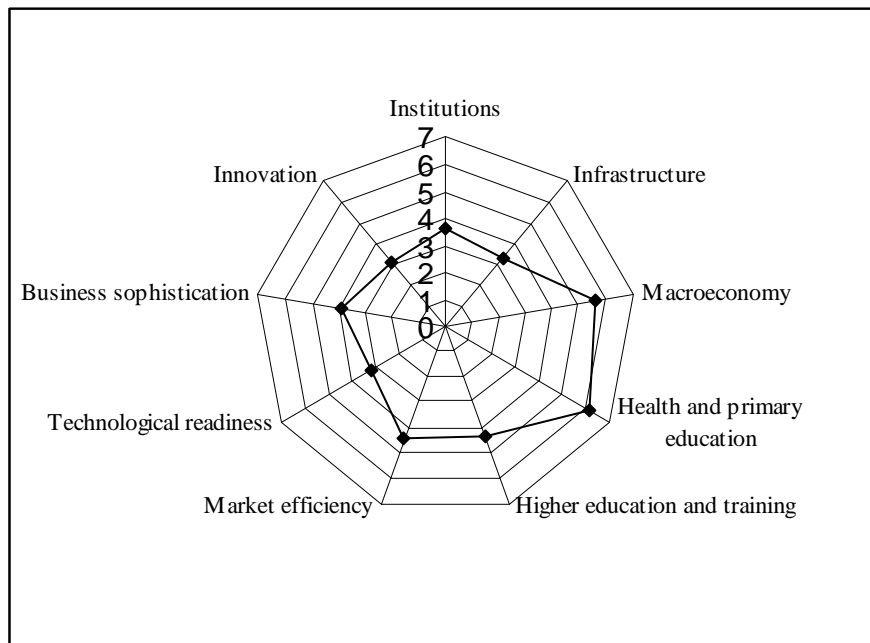 Institutions
7
6
5
4
3
2
1
0
Infrastructure
Macroeconomy
Health and primary
education
Higher education and training
Market efficiency
Technological readiness
Business sophistication
Innovation